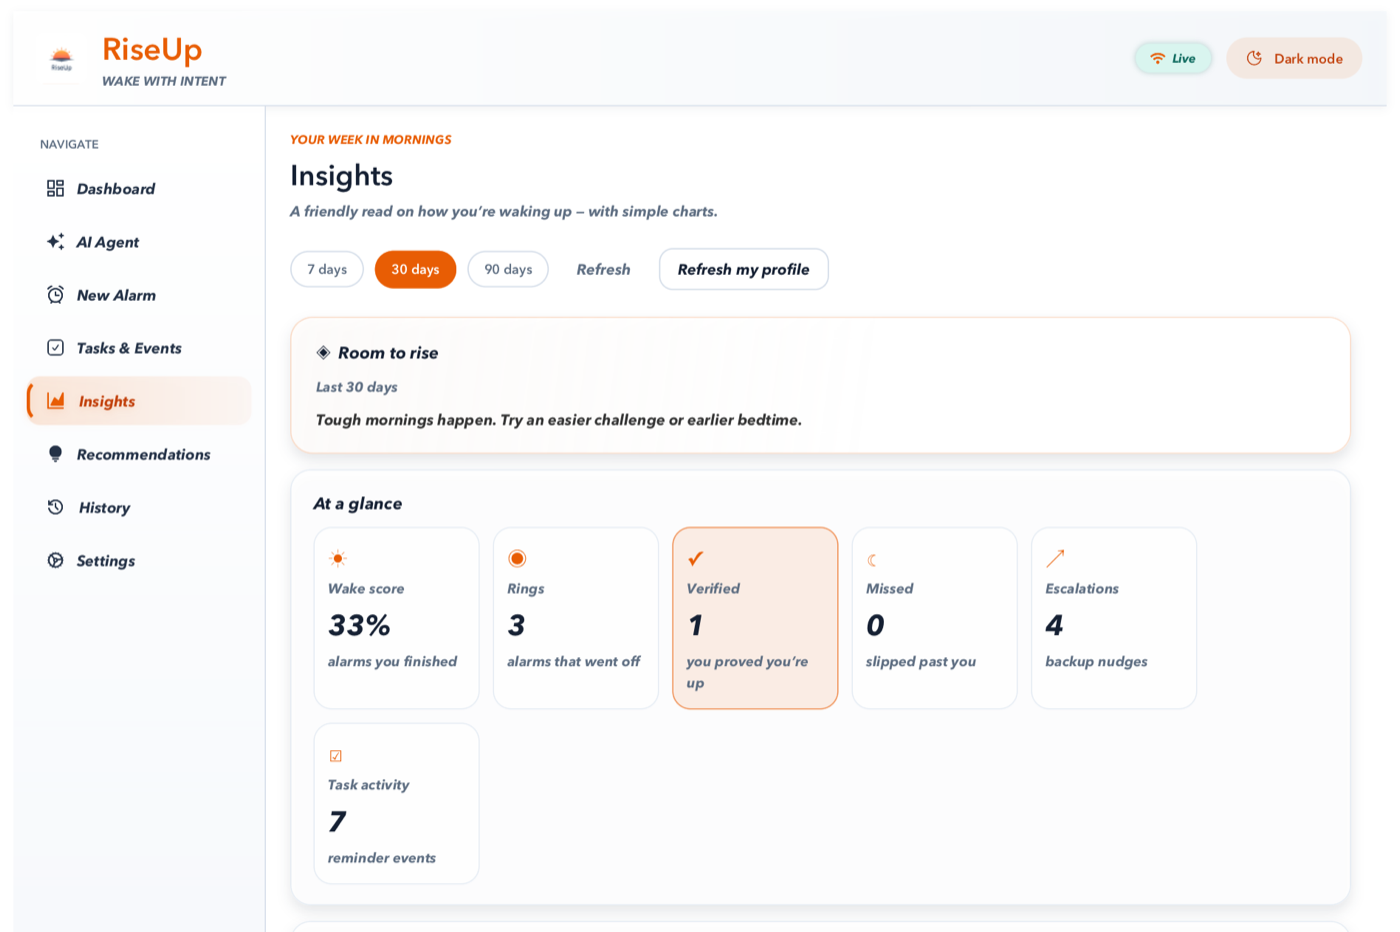 RiseUp
RiseUp
WAKE WITH INTENT
Live
Dark mode
NAVIGATE
Dashboard
AI Agent
New Alarm
Tasks & Events
Insights
Recommendations
History
Settings
YOUR WEEK IN MORNINGS
Insights
A friendly read on how you’re waking up – with simple charts.
7 days
30 days
90 days
Refresh
Refresh my profile
Room to rise
Last 30 days
Tough mornings happen. Try an easier challenge or earlier bedtime.
At a glance
Wake score
33%
alarms you finished
Rings
3
alarms that went off
Verified
1
you proved you’re
up
Missed
0
slipped past you
Escalations
4
backup nudges
Task activity
7
reminder events